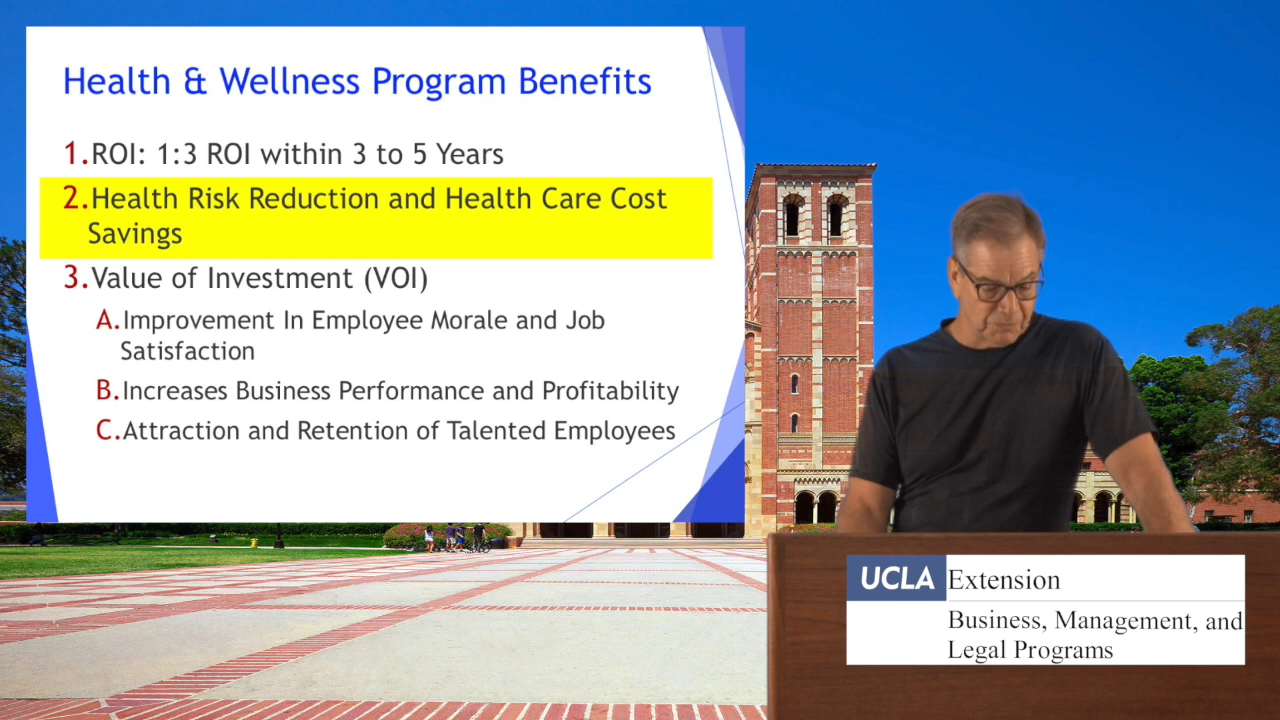 Health & Wellness Program Benefits
1.ROI: 1:3 ROI within 3 to 5 Years
2.Health Risk Reduction and Health Care Cost
Savings
3.Value of Investment (VOI)
A.Improvement In Employee Morale and Job
Satisfaction
B.Increases Business Performance and Profitability
C.Attraction and Retention of Talented Employees
UCLA Extension
Business, Management, and
Legal Programs